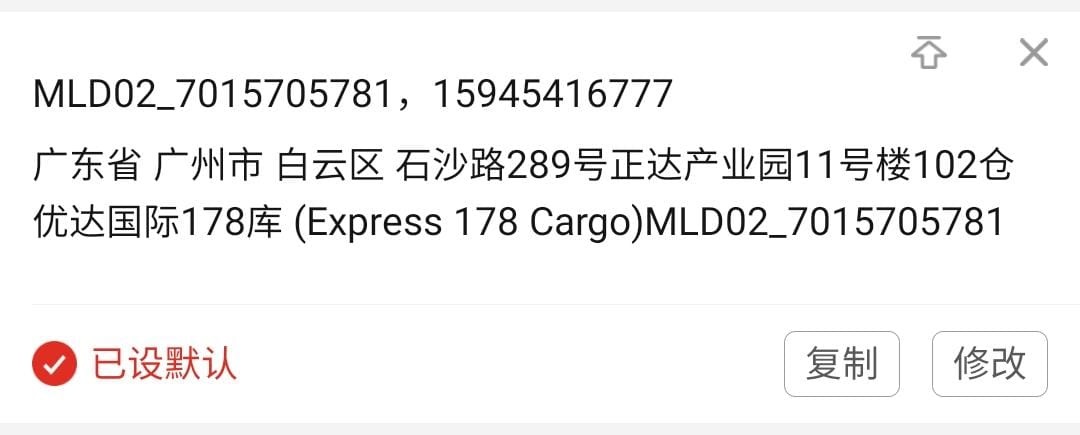 MLD02_7015705781，15945416777
广东省 广州市 白云区 石沙路289号正达产业园11号楼102仓
优达国际178库 (Express 178 Cargo)MLD02_7015705781
已设默认
复制
修改